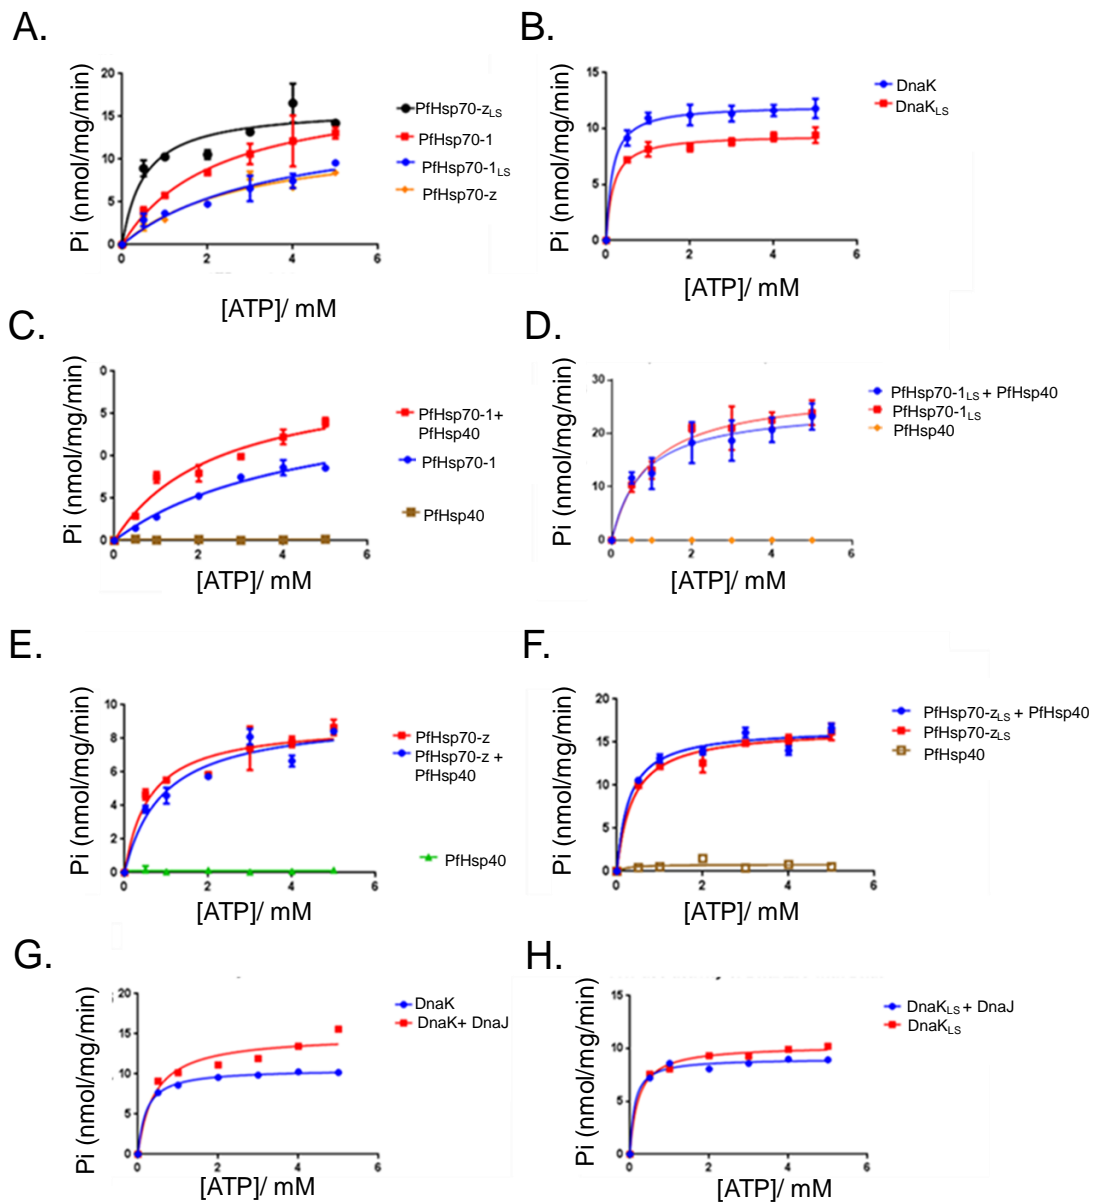 A.
B.
Pi (nmol/mg/min)
20
15
10
5
0
0
2
4
6
[ATP]/ mM
PfHsp70-zLS
PfHsp70-1
PfHsp70-1LS
PfHsp70-z
Pi (nmol/mg/min)
15
10
5
0
0
2
4
6
[ATP]/ mM
DnaK
DnaKLS
C.
D.
Pi (nmol/mg/min)
0
5
0
5
0
0
2
4
6
[ATP]/ mM
PfHsp70-1+
PfHsp40
PfHsp70-1
PfHsp40
Pi (nmol/mg/min)
30
20
10
0
0
2
4
6
[ATP]/ mM
PfHsp70-1LS + PfHsp40
PfHsp70-1LS
PfHsp40
E.
F.
Pi (nmol/mg/min)
10
8
6
4
2
0
0
2
4
6
[ATP]/ mM
PfHsp70-z
PfHsp70-z +
PfHsp40
PfHsp40
Pi (nmol/mg/min)
20
15
10
5
0
0
2
4
6
[ATP]/ mM
PfHsp70-zLS + PfHsp40
PfHsp70-zLS
PfHsp40
G.
H.
Pi (nmol/mg/min)
20
15
10
5
0
0
2
4
6
[ATP]/ mM
DnaK
DnaK+ DnaJ
Pi (nmol/mg/min)
15
10
5
0
0
2
4
6
[ATP]/ mM
DnaKLS + DnaJ
DnaKLS